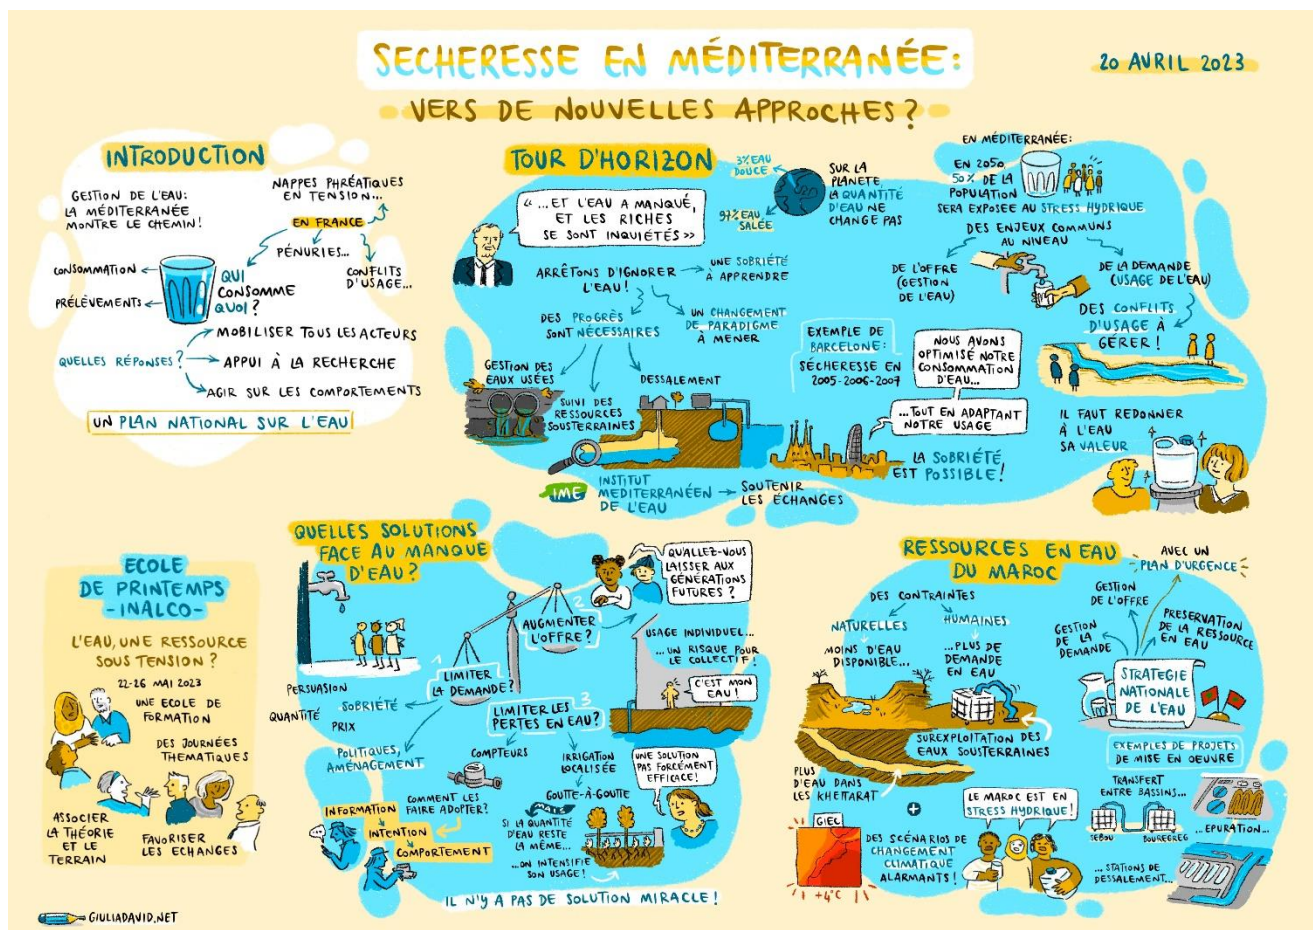 SECHERESSE EN MÉDITERRANÉE:
VERS DE NOUVELLES APPROCHES?
20 AVRIL 2023
INTRODUCTION
GESTION DE L'EAU:
LA MÉDITERRANÉE
MONTRE LE CHEMIN!
NAPPES PHRÉATIQUES
EN TENSION...
EN FRANCE
PÉNURIES...
CONFLITS
D'USAGE...
CONSOMMATION
PRÉLÈVEMENTS
QUI
CONSOMME
QUOI?
QUELLES RÉPONSES?
MOBILISER TOUS LES ACTEURS
APPUI À LA RECHERCHE
AGIR SUR LES COMPORTEMENTS
UN PLAN NATIONAL SUR L'EAU
TOUR D'HORIZON
« ...ET L'EAU A MANQUÉ,
ET LES RICHES
SE SONT INQUIÉTÉS »
3% EAU
DOUCE
97% EAU
SALÉE
SUR LA
PLANETE
LA QUANTITÉ
D'EAU NE
CHANGE PAS
EN MÉDITERRANÉE:
EN 2050
50% DE LA
POPULATION
SERA EXPOSEE AU STRESS HYDRIQUE
DES ENJEUX COMMUNS
AU NIVEAU
DE L'OFFRE
(GESTION
DE L'EAU)
DE LA DEMANDE
(USAGE DE L'EAU)
DES CONFLITS
D'USAGE À
GÉRER!
ARRÊTONS D'IGNORER
L'EAU!
UNE SOBRIÉTÉ
À APPRENDRE
UN CHANGEMENT
DE PARADIGME
À MENER
DES PROGRÈS
SONT NÉCESSAIRES
GESTION DES
EAUX USÉES
SUIVI DES
RESSOURCES
SOUSTERRAINES
DESSALEMENT
EXEMPLE DE
BARCELONE:
SÉCHERESSE EN
2005-2006-2007
NOUS AVONS
OPTIMISÉ NOTRE
CONSOMMATION
D'EAU...
...TOUT EN ADAPTANT
NOTRE USAGE
LA SOBRIÉTÉ
EST POSSIBLE!
IL FAUT REDONNER
À L'EAU
SA VALEUR
IME
INSTITUT
MEDITERRANÉEN
DE L'EAU
SOUTENIR
LES ÉCHANGES
ECOLE
DE PRINTEMPS
-INALCO-
L'EAU, UNE RESSOURCE
SOUS TENSION?
22-26 MAI 2023
UNE ECOLE DE
FORMATION
DES JOURNÉES
THEMATIQUES
ASSOCIER
LA THÉORIE
ET LE
TERRAIN
FAVORISER
LES ECHANGES
QUELLES SOLUTIONS
FACE AU MANQUE
D'EAU?
1
LIMITER
LA DEMANDE?
2
AUGMENTER
L'OFFRE?
3
LIMITER LES
PERTES EN EAU?
QU'ALLEZ-VOUS
LAISSER AUX
GÉNÉRATIONS
FUTURES?
USAGE INDIVIDUEL...
...UN RISQUE POUR
LE COLLECTIF!
C'EST MON
EAU!
PERSUASION
QUANTITÉ
SOBRIÉTÉ
PRIX
POLITIQUES,
AMÉNAGEMENT
COMPTEURS
COMMENT LES
FAIRE ADOPTER?
INFORMATION
INTENTION
COMPORTEMENT
IRRIGATION
LOCALISÉE
GOUTTE-À-GOUTTE
MAIS
SI LA QUANTITÉ
D'EAU RESTE
LA MÊME...
...ON INTENSIFIE
SON USAGE!
UNE SOLUTION
PAS FORCÉMENT
EFFICACE!
IL N'Y A PAS DE SOLUTION MIRACLE!
RESSOURCES EN EAU
DU MAROC
DES CONTRAINTES
NATURELLES
MOINS D'EAU
DISPONIBLE...
HUMAINES
...PLUS DE
DEMANDE
EN EAU
SUREXPLOITATION DES
EAUX SOUSTERRAINES
PLUS
D'EAU DANS
LES KHETTARAT
+
GIEC
+4°C
DES SCÉNARIOS DE
CHANGEMENT
CLIMATIQUE
ALARMANTS!
LE MAROC EST EN
STRESS HYDRIQUE!
AVEC UN
PLAN D'URGENCE
GESTION
DE L'OFFRE
GESTION
DE LA
DEMANDE
PRESERVATION
DE LA RESSOURCE
EN EAU
STRATEGIE
NATIONALE
DE L'EAU
EXEMPLES DE PROJETS
DE MISE EN OEUVRE
TRANSFERT
ENTRE BASSINS...
SEBOU
BOUREGREG
...EPURATION...
...STATIONS DE
DESSALEMENT...
GIULIADAVID.NET